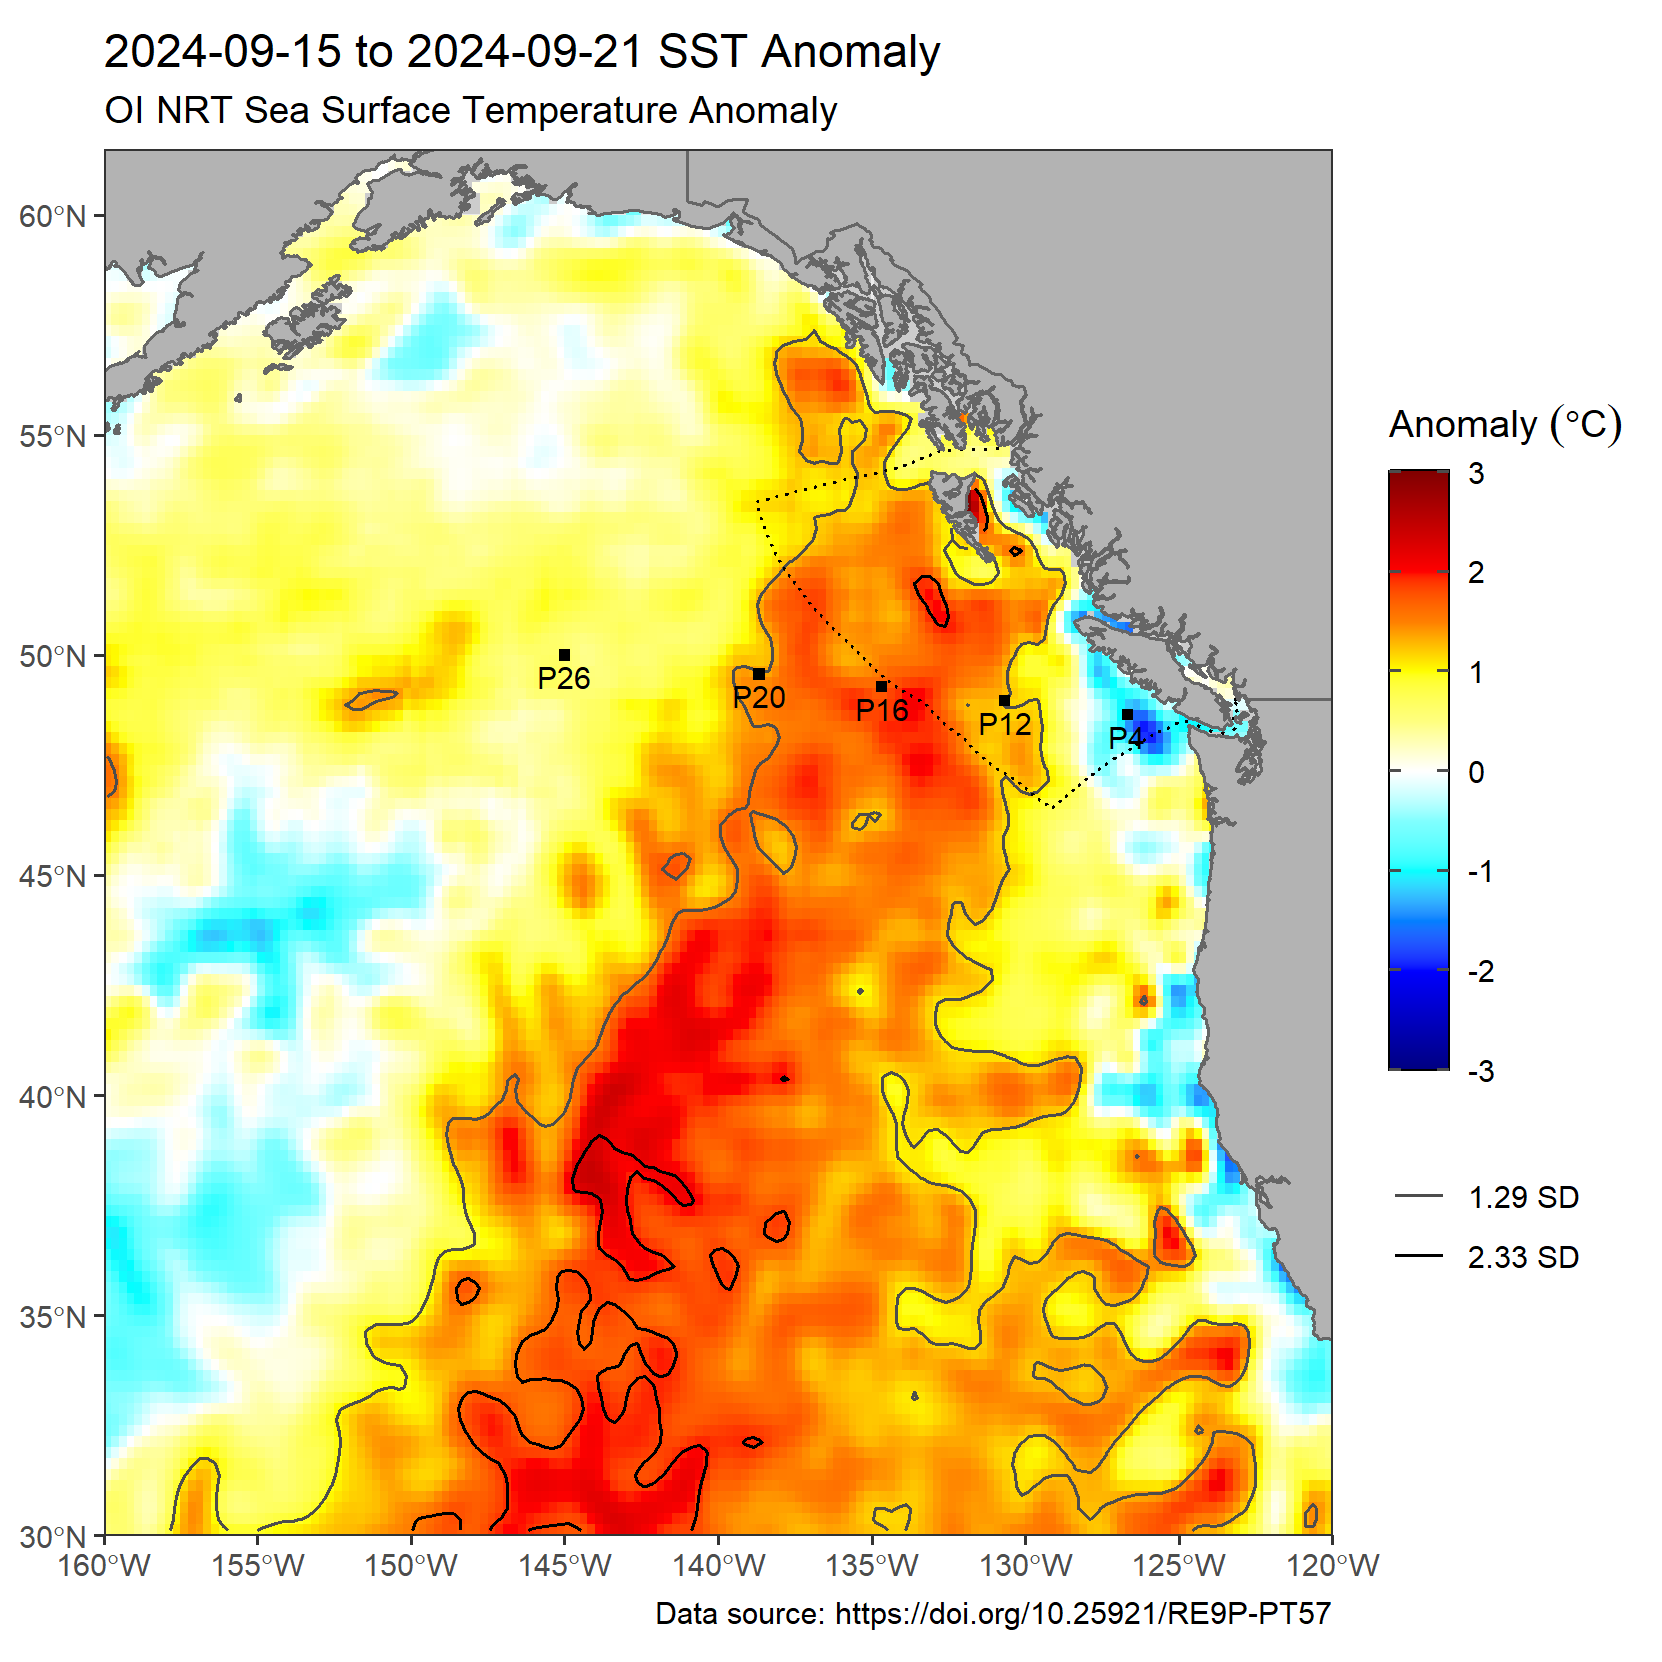 2024-09-15 to 2024-09-21 SST Anomaly
OI NRT Sea Surface Temperature Anomaly
60°N
55°N
50°N
45°N
40°N
35°N
30°N
P26
P20
P16
P12
P4
160°W 155°W 150°W 145°W 140°W 135°W 130°W 125°W 120°W
Anomaly (°C)
3
2
1
0
-1
-2
-3
1.29 SD
2.33 SD
Data source: https://doi.org/10.25921/RE9P-PT57